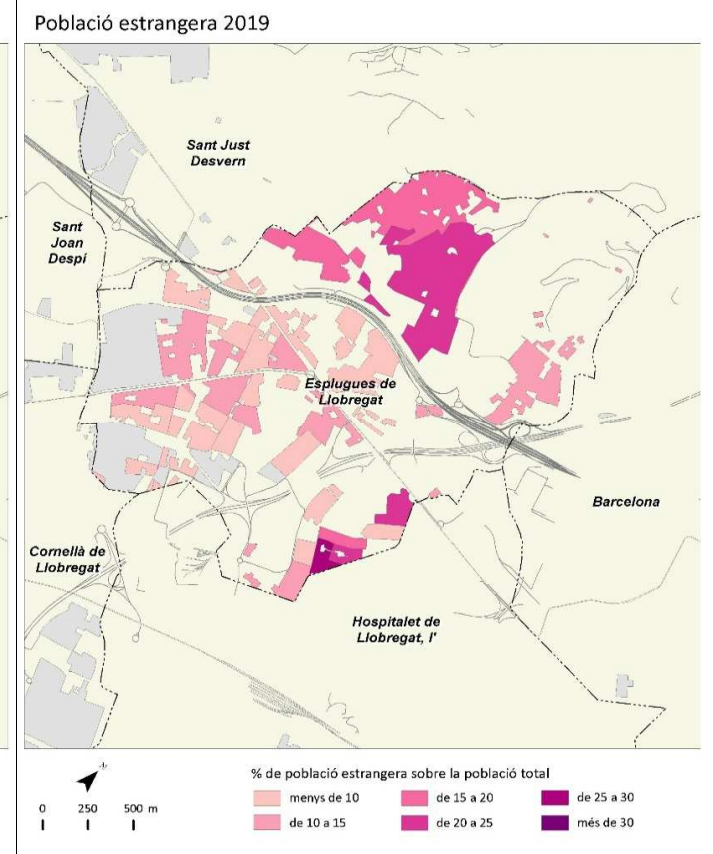 Població estrangera 2019
Sant Just
Desvern
Sant
Joan
Despí
Esplugues de
Llobregat
Barcelona
Cornellà de
Llobregat
Hospitalet de
Llobregat, l'
0 250 500 m
% de població estrangera sobre la població total
menys de 10
de 15 a 20
de 25 a 30
de 10 a 15
de 20 a 25
més de 30